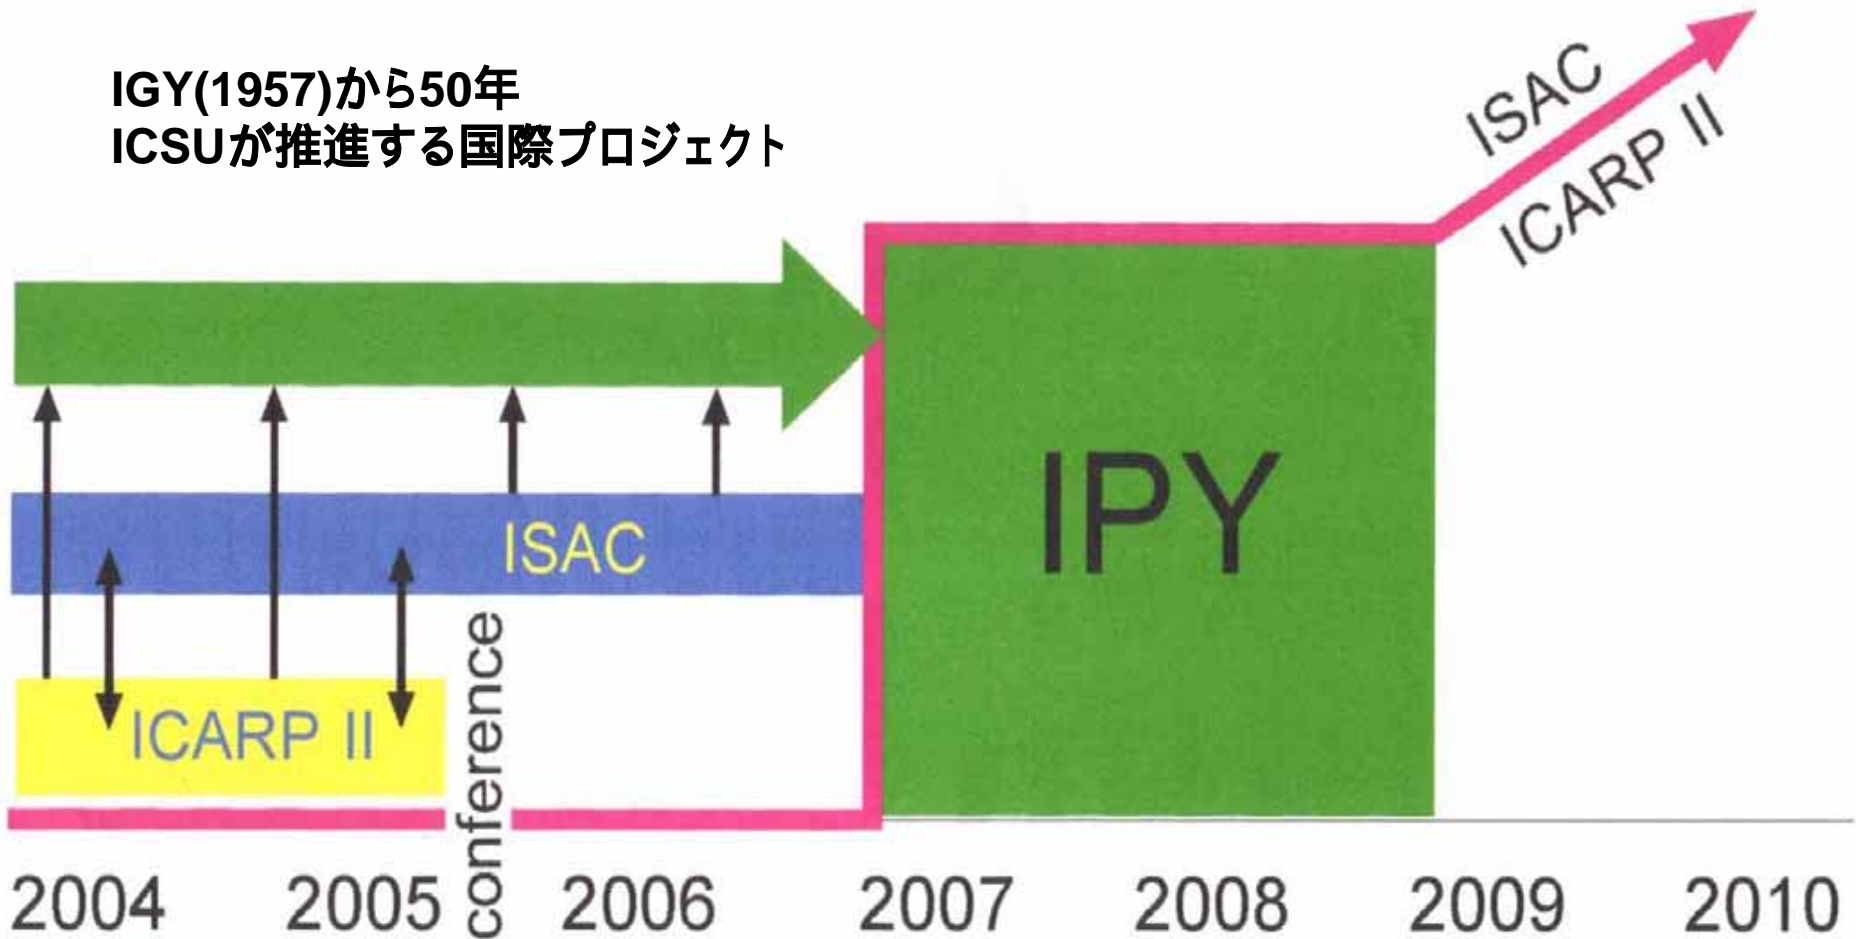 IGY(1957)から50年
ICSUが推進する国際プロジェクト
ISAC
ICARP II
ISAC
IPY
ICARP II
conference
2004 2005 2006 2007 2008 2009 2010